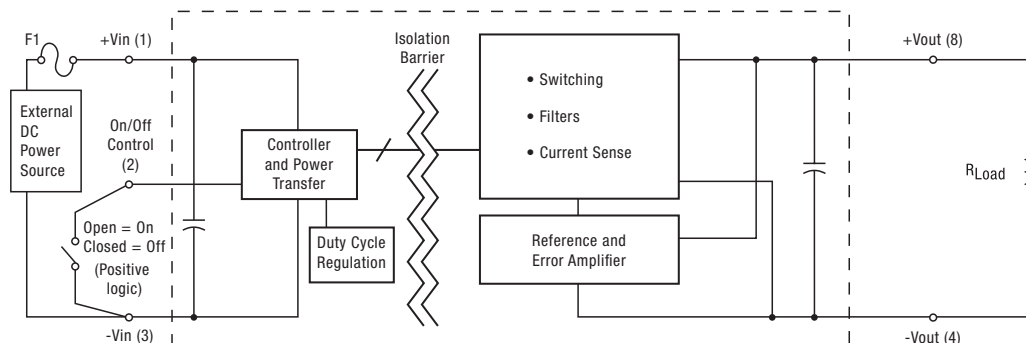 F1
+Vin (1)
External
DC
Power
Source
On/Off
Control
(2)
Open = On
Closed = Off
(Positive
logic)
-Vin (3)
Controller
and Power
Transfer
Duty Cycle
Regulation
Isolation
Barrier
• Switching
• Filters
• Current Sense
Reference and
Error Amplifier
+Vout (8)
RLoad
-Vout (4)